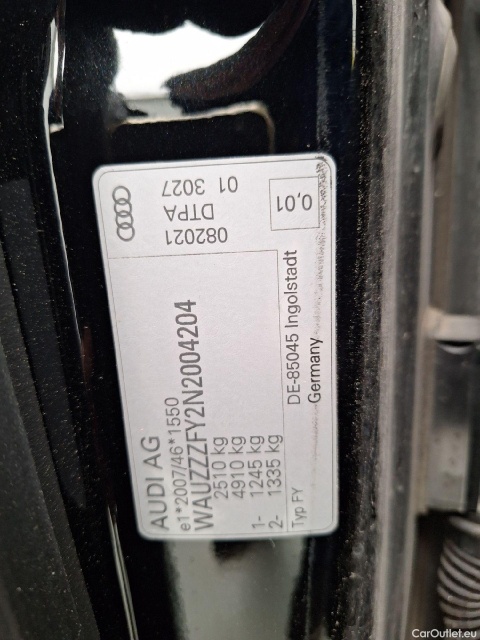 AUDI AG
e1*2007/46*1550
WAUZZZFY2N2004204
2510 kg
4910 kg
1- 1245 kg
2- 1335 kg
Typ FY
DE-85045 Ingolstadt
Germany
082021
DTPA
01 3027
0,01
CarOutlet.eu